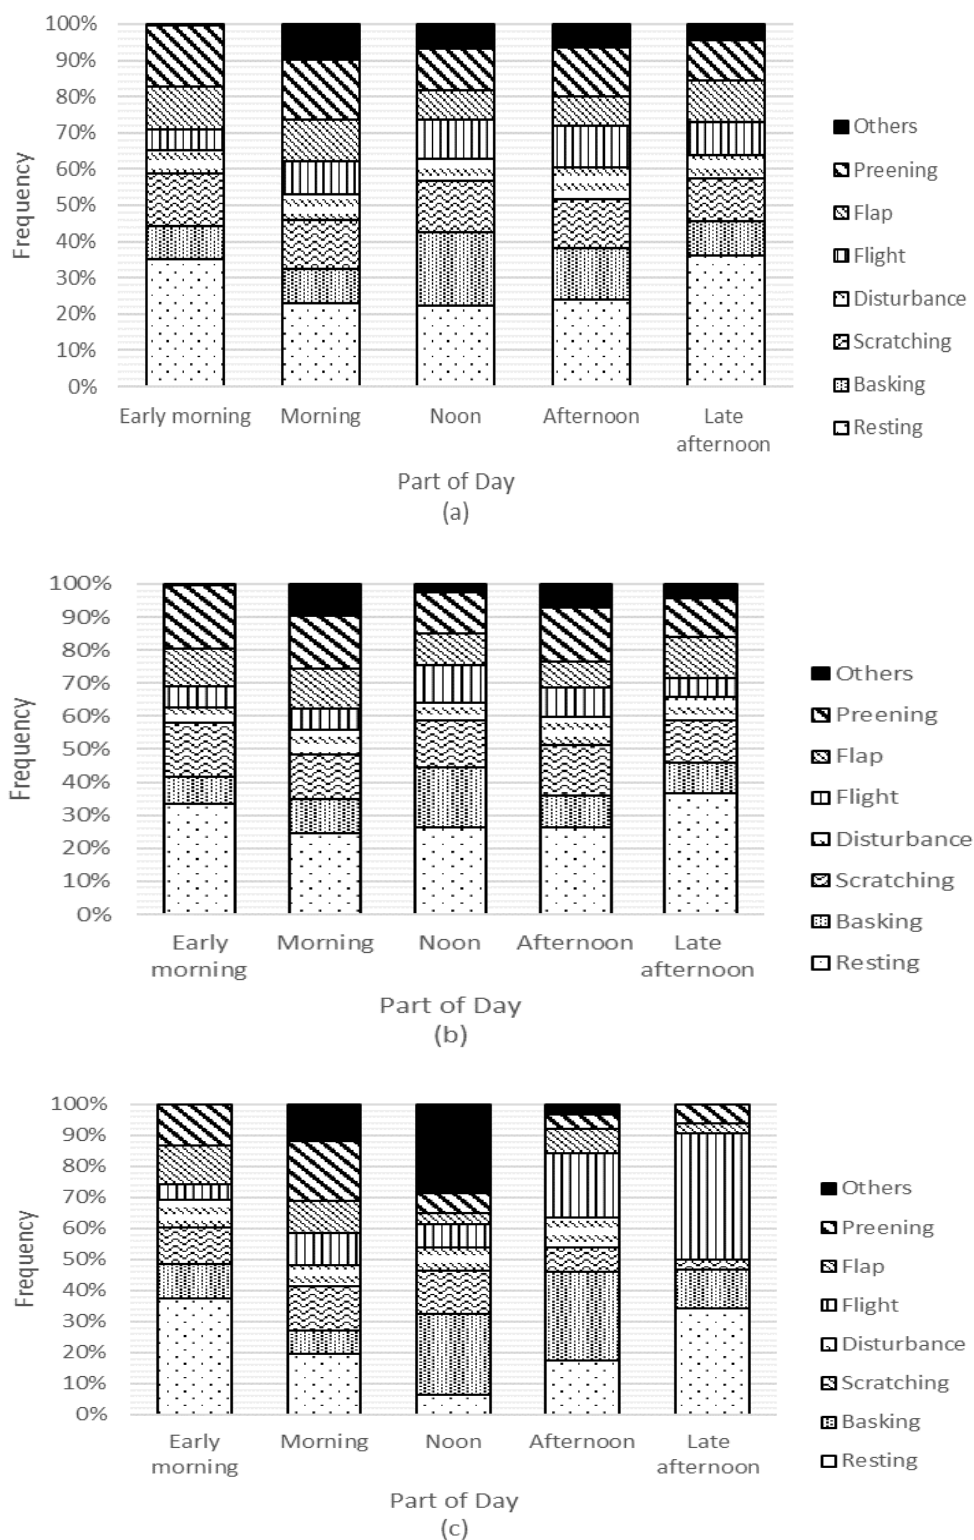 100%
90%
80%
70%
60%
50%
40%
30%
20%
10%
0%
Frequency
Early morning
Morning
Noon
Afternoon
Late
afternoon
Part of Day
(a)
Others
Preening
Flap
Flight
Disturbance
Scratching
Basking
Resting
100%
90%
80%
70%
60%
50%
40%
30%
20%
10%
0%
Frequency
Early
morning
Morning
Noon
Afternoon
Late
afternoon
Part of Day
(b)
Others
Preening
Flap
Flight
Disturbance
Scratching
Basking
Resting
100%
90%
80%
70%
60%
50%
40%
30%
20%
10%
0%
Frequency
Early
morning
Morning
Noon
Afternoon
Late
afternoon
Part of Day
(c)
Others
Preening
Flap
Flight
Disturbance
Scratching
Basking
Resting